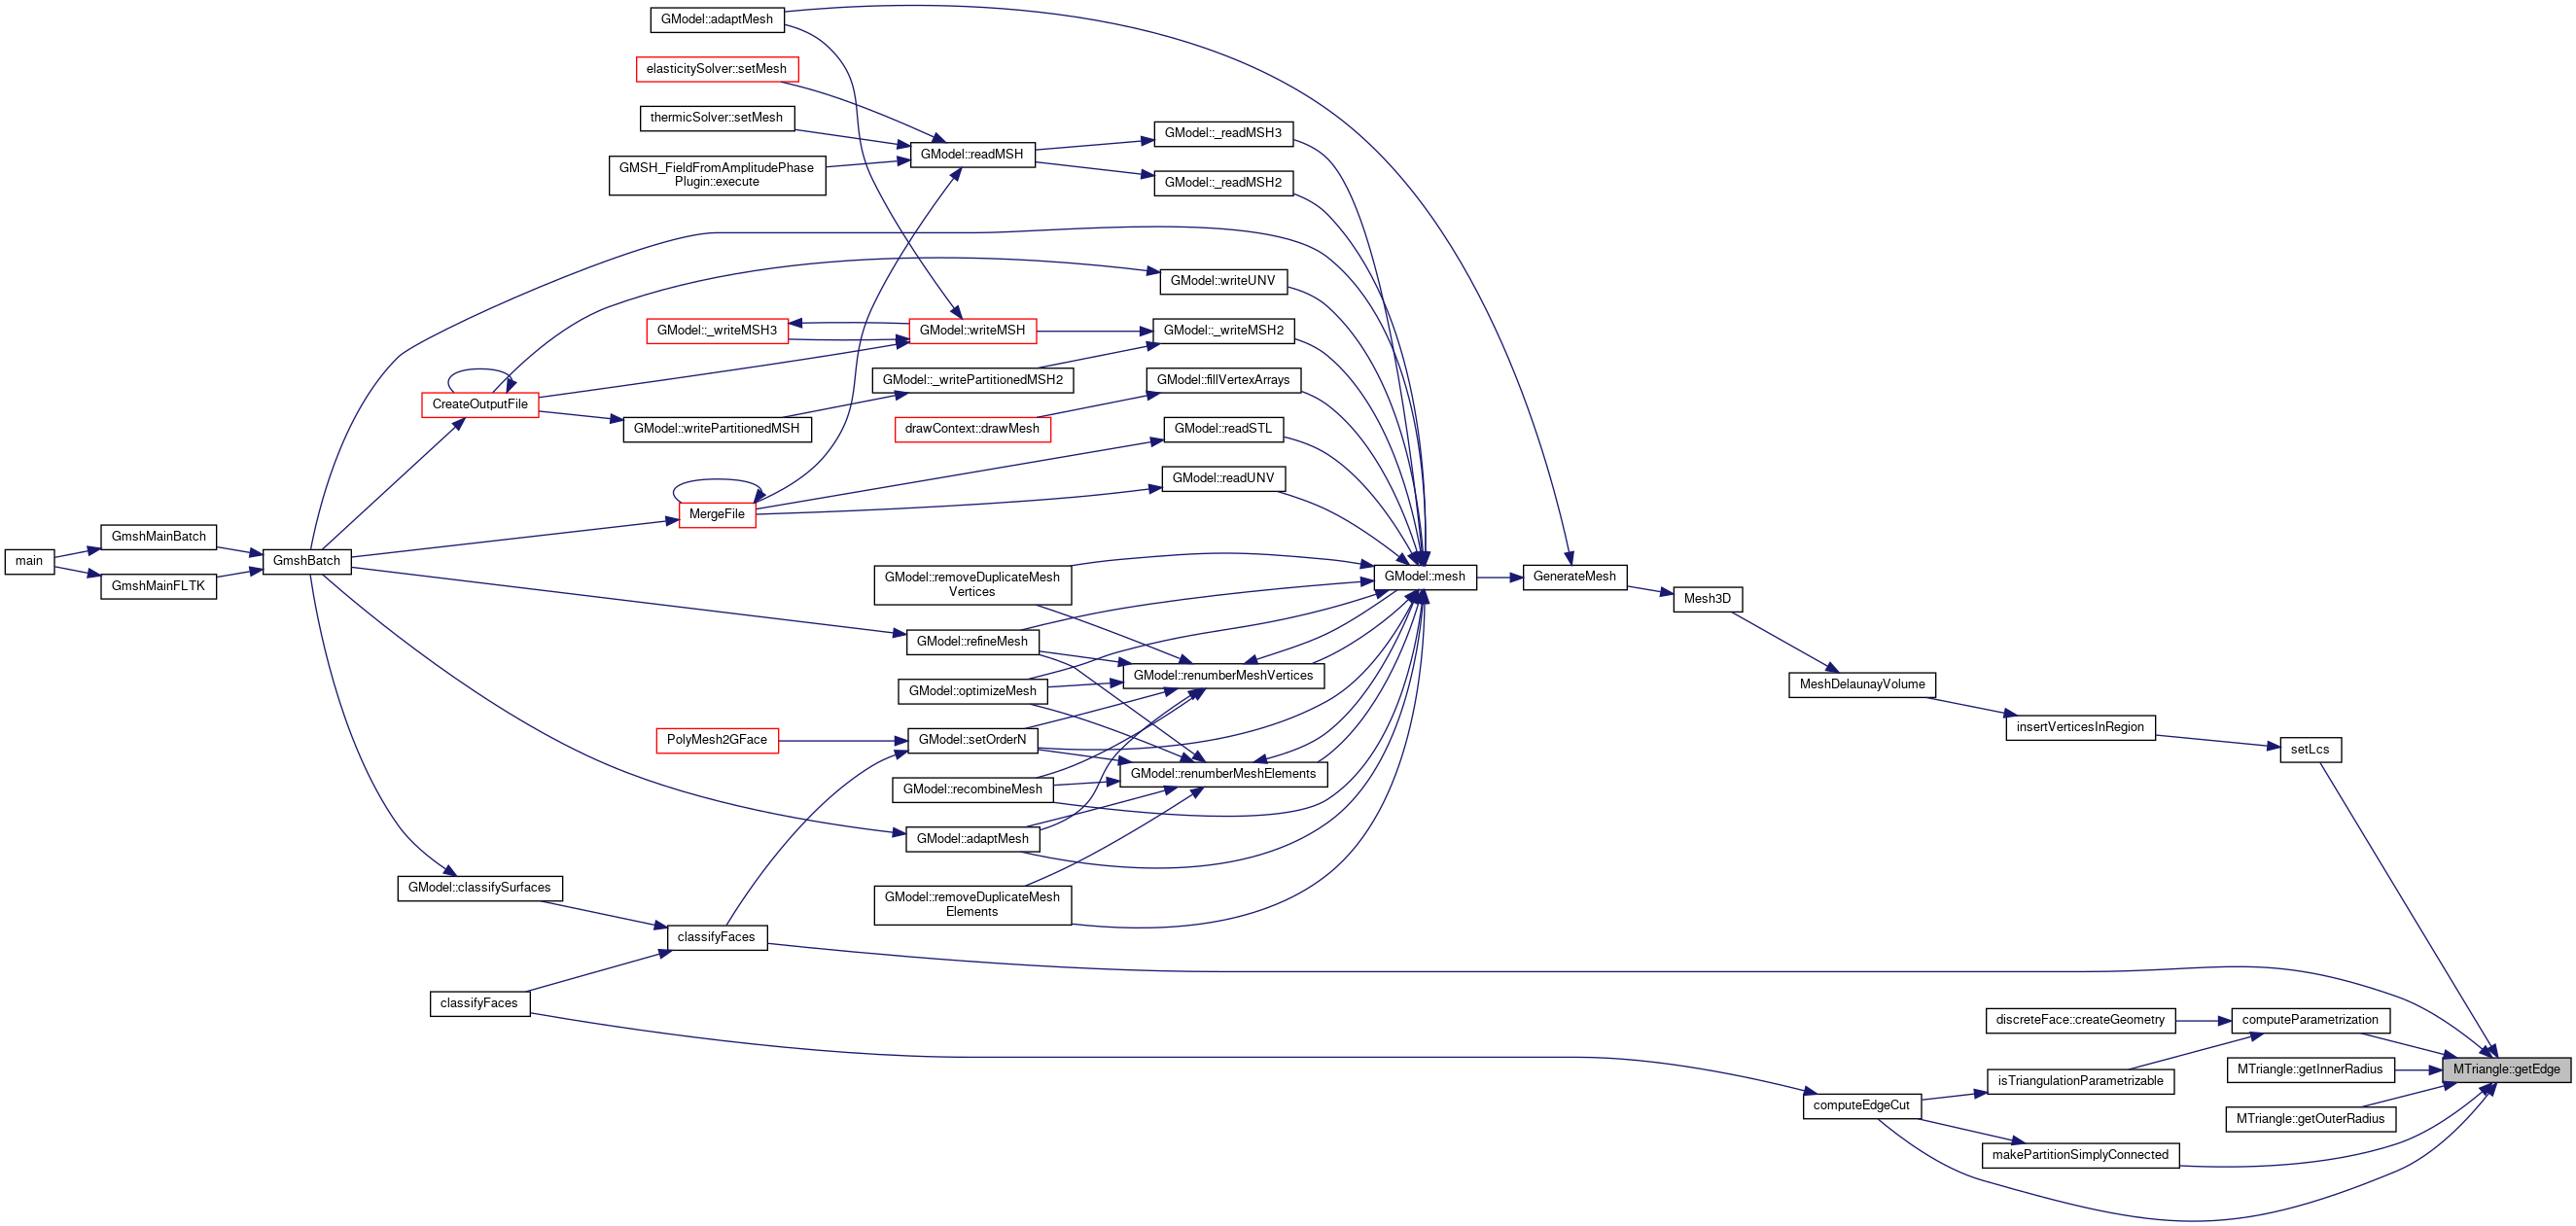 GModel::adaptMesh
elasticitySolver::setMesh
thermicSolver::setMesh
GMSH_FieldFromAmplitudePhase
Plugin::execute
GModel::readMSH
GModel::_readMSH3
GModel::_readMSH2
GModel::writeUNV
GModel::_writeMSH3
GModel::writeMSH
GModel::_writeMSH2
GModel::_writePartitionedMSH2
GModel::fillVertexArrays
CreateOutputFile
GModel::writePartitionedMSH
drawContext::drawMesh
GModel::readSTL
GModel::readUNV
MergeFile
main
GmshMainBatch
GmshMainFLTK
GmshBatch
GModel::removeDuplicateMesh
Vertices
GModel::mesh
GenerateMesh
Mesh3D
GModel::refineMesh
GModel::renumberMeshVertices
GModel::optimizeMesh
MeshDelaunayVolume
insertVerticesInRegion
setLcs
PolyMesh2GFace
GModel::setOrderN
GModel::renumberMeshElements
GModel::recombineMesh
GModel::adaptMesh
GModel::classifySurfaces
GModel::removeDuplicateMesh
Elements
classifyFaces
classifyFaces
discreteFace::createGeometry
computeParametrization
MTriangle::getInnerRadius
MTriangle::getEdge
isTriangulationParametrizable
computeEdgeCut
MTriangle::getOuterRadius
makePartitionSimplyConnected